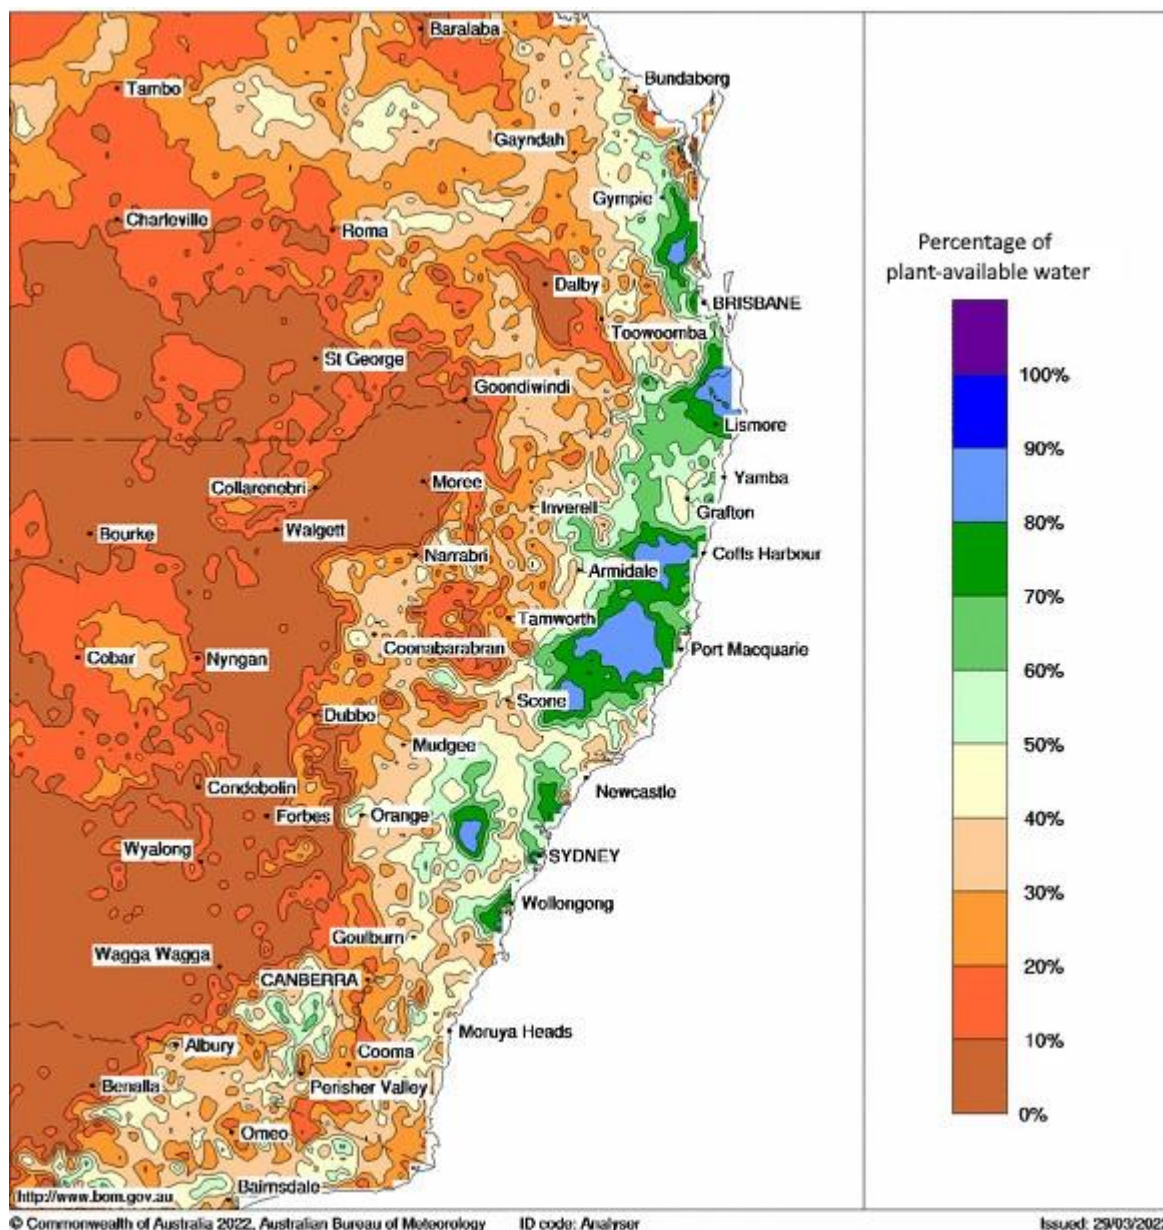 Baralaba
Tambo
Bundaberg
Gayndah
Gympie
Charleville
Roma
Percentage of
plant-available water
Dalby
BRISBANE
Toowoomba
St George
100%
Goondiwindi
Lismore
90%
Moree
Yamba
Collarenebri
Inverell
Grafton
80%
Bourke
Walgett
Narrabri
Coffs Harbour
Armidale
70%
Tamworth
Coonabarabran
Port Macquarie
Cobar
Nyngan
60%
Scone
Dubbo
Mudgee
50%
Condobolin
Newcastle
Forbes
Orange
40%
Wyalong
SYDNEY
30%
Wollongong
Goulburn
Wagga Wagga
20%
CANBERRA
Moruya Heads
10%
Albury
Cooma
Benalla
Perisher Valley
0%
Omeo
Bairnsdale
http://www.bom.gov.au
© Commonwealth of Australia 2022, Australian Bureau of Meteorology ID code: Analyser Issued: